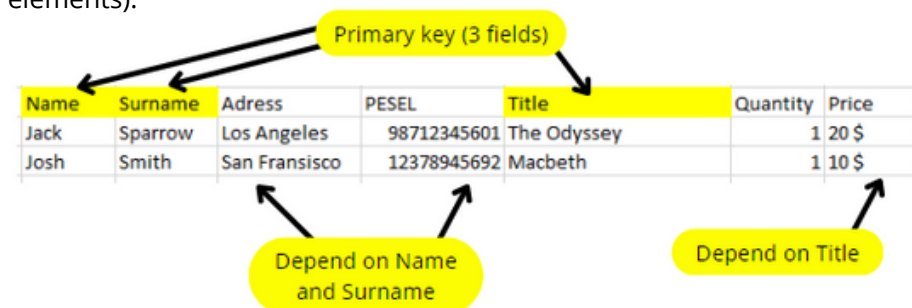 elements).
Primary key (3 fields)
Name Surname Adress PESEL Title Quantity Price
Jack Sparrow Los Angeles 98712345601 The Odyssey 1 20 $
Josh Smith San Fransisco 12378945692 Macbeth 1 10 $
Depend on Name
and Surname
Depend on Title